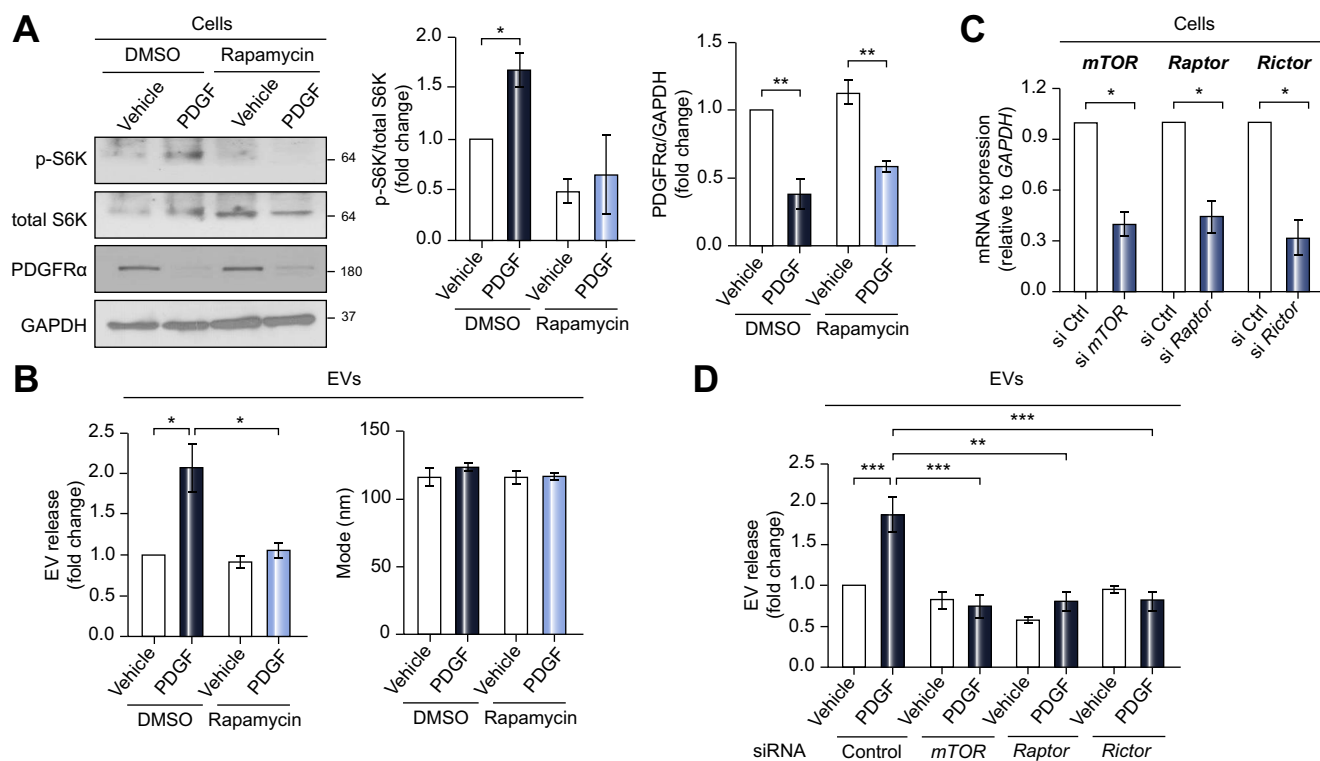 A
Cells
DMSO Rapamycin
Vehicle PDGF Vehicle PDGF
p-S6K 64
total S6K 64
PDGFRα 180
GAPDH 37
p-S6K/total S6K
(fold change)
2.0
1.5
1.0
0.5
0.0
*
Vehicle PDGF Vehicle PDGF
DMSO Rapamycin
PDGFRα/GAPDH
(fold change)
1.5
1.0
0.5
0.0
** **
Vehicle PDGF Vehicle PDGF
DMSO Rapamycin
C
Cells
mTOR Raptor Rictor
mRNA expression
(relative to GAPDH)
1.2
0.9
0.6
0.3
0.0
* * *
si Ctrl si mTOR si Ctrl si Raptor si Ctrl si Rictor
B
EVs
EV release
(fold change)
2.5
2.0
1.5
1.0
0.5
0.0
* *
Vehicle PDGF Vehicle PDGF
DMSO Rapamycin
Mode (nm)
150
100
50
0
Vehicle PDGF Vehicle PDGF
DMSO Rapamycin
D
EVs
EV release
(fold change)
2.5
2.0
1.5
1.0
0.5
0.0
***
**
*** ***
Vehicle PDGF Vehicle PDGF Vehicle PDGF Vehicle PDGF
siRNA Control mTOR Raptor Rictor